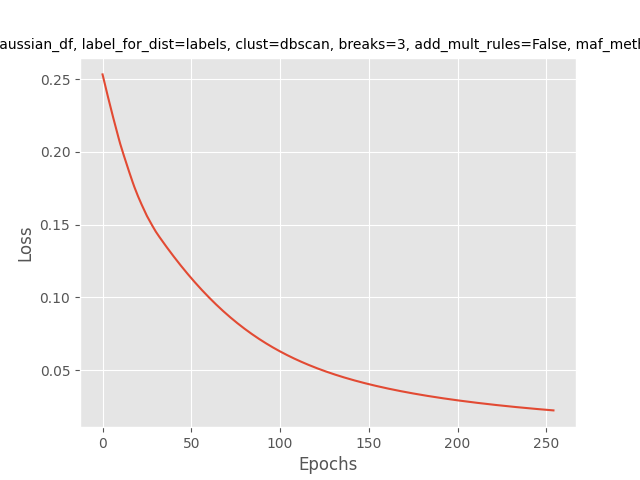 aussian_df, label_for_dist=labels, clust=dbscan, breaks=3, add_mult_rules=False,
0.25
0.20
0.15
0.10
0.05
Loss
0 50 100 150 200 250
Epochs